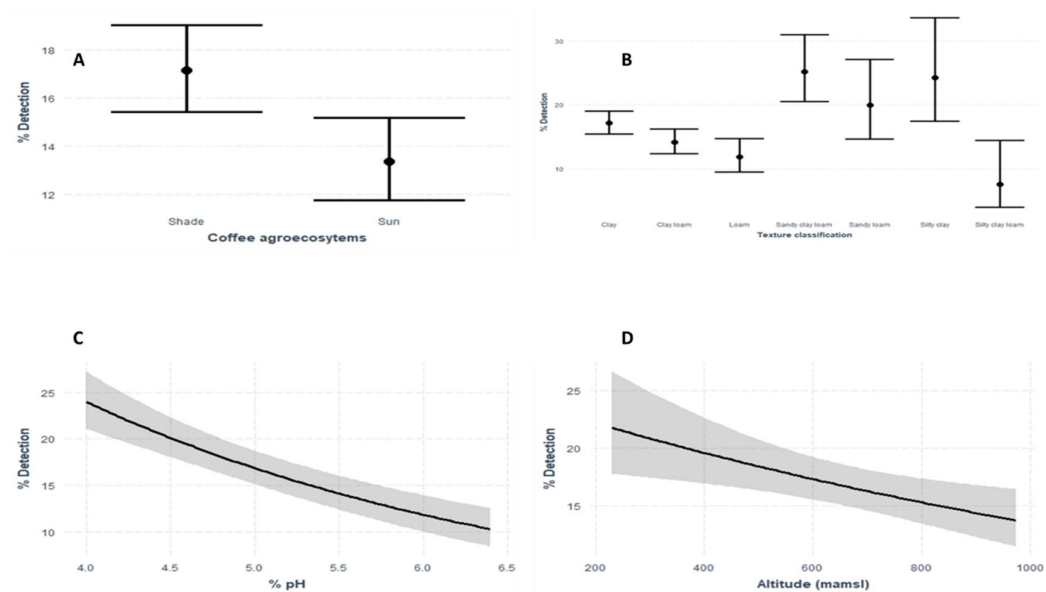 A
% Detection
18
16
14
12
Shade Sun
Coffee agroecosytems
B
% Detection
30
20
10
Clay Clay loam Loam Sandy clay loam Sandy loam Silty clay Silty clay loam
Texture classification
C
% Detection
25
20
15
10
4.0 4.5 5.0 5.5 6.0 6.5
% pH
D
% Detection
25
20
15
200 400 600 800 1000
Altitude (mamsl)